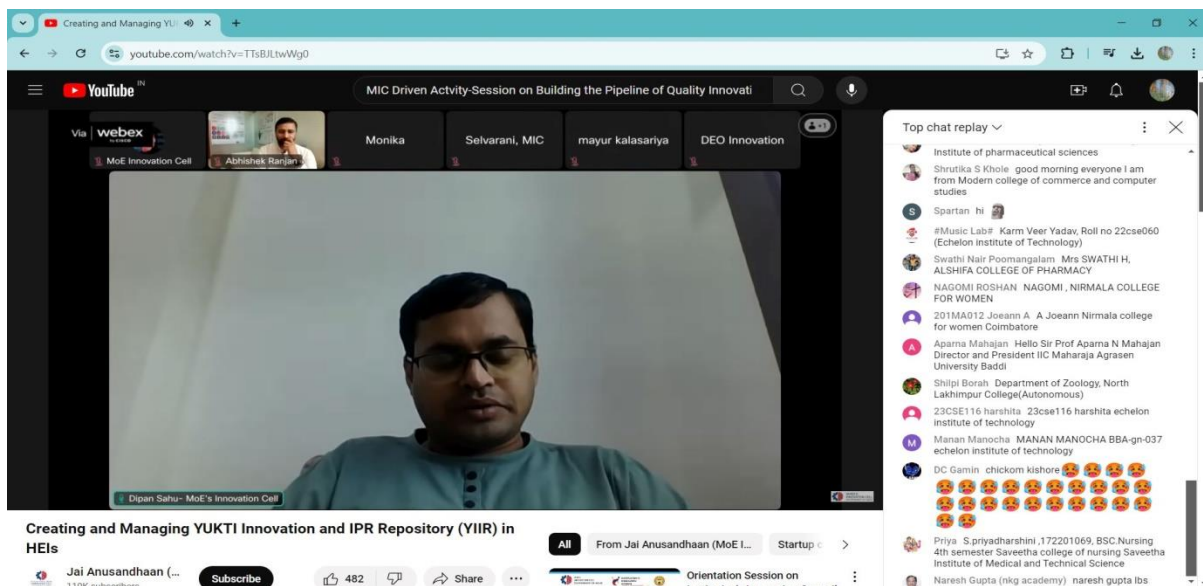 Creating and Managing YU
youtube.com/watch?v=TTsBJLtwWg0
YouTube IN
MIC Driven Actvity-Session on Building the Pipeline of Quality Innovati
Via webex
MoE Innovation Cell
Abhishek Ranjan
Monika
Selvarani, MIC
mayur kalasariya
DEO Innovation
Dipan Sahu- MoE's Innovation Cell
Creating and Managing YUKTI Innovation and IPR Repository (YIIR) in
HEIs
Jai Anusandhaan (...
Subscribe
482
Share
All
From Jai Anusandhaan (MoE I...
Startup
Orientation Session on
Top chat replay
Institute of pharmaceutical sciences
Shrutika S Khole good morning everyone I am
from Modern college of commerce and computer
studies
S
Spartan hi
#Music Lab# Karm Veer Yadav, Roll no 22cse060
(Echelon institute of Technology)
Swathi Nair Poomangalam Mrs SWATHI H,
ALSHIFA COLLEGE OF PHARMACY
NAGOMI ROSHAN NAGOMI , NIRMALA COLLEGE
FOR WOMEN
201MA012 Joeann A A Joeann Nirmala college
for women Coimbatore
A
Aparna Mahajan Hello Sir Prof Aparna N Mahajan
Director and President IIC Maharaja Agrasen
University Baddi
Shilpi Borah Department of Zoology, North
Lakhimpur College(Autonomous)
23CSE116 harshita 23cse116 harshita echelon
institute of technology
M
Manan Manocha MANAN MANOCHA BBA-gn-037
echelon institute of technology
DC Gamin chickom kishore
Priya S.priyadharshini ,172201069, BSC.Nursing
4th semester Saveetha college of nursing Saveetha
Institute of Medical and Technical Science
Naresh Gupta (nkg academy) naresh gupta lbs